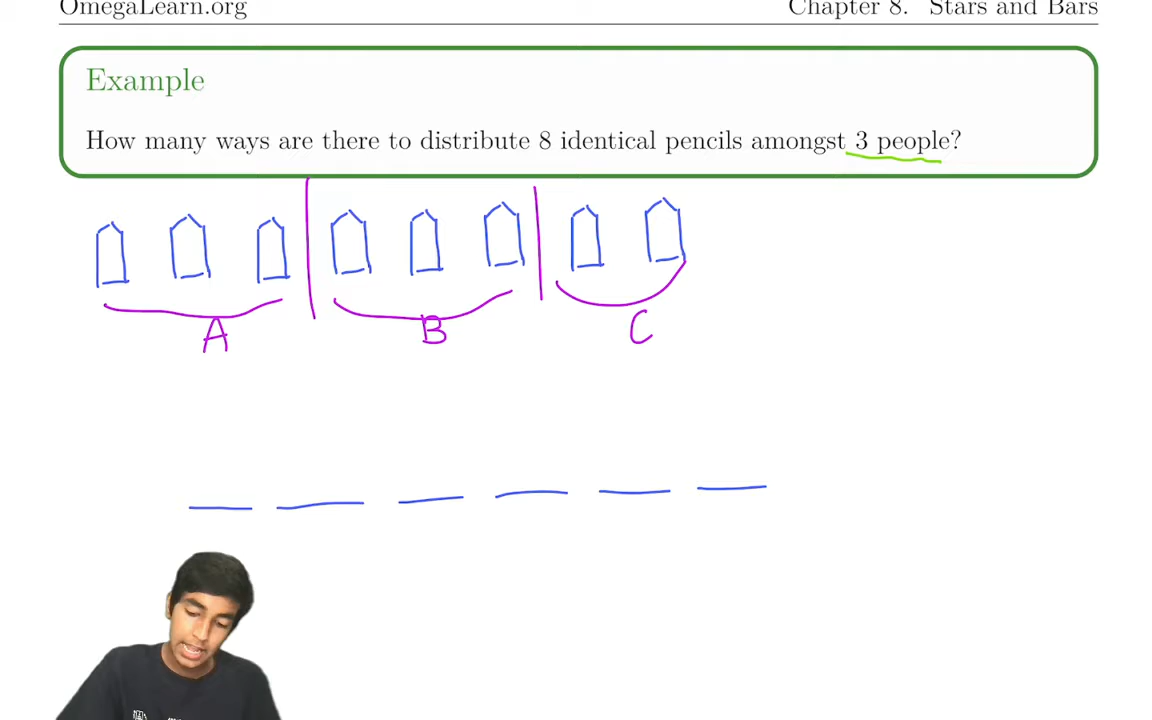 OmegaLearn.org Chapter 8. Stars and Bars
Example
How many ways are there to distribute 8 identical pencils amongst 3 people?
A B C